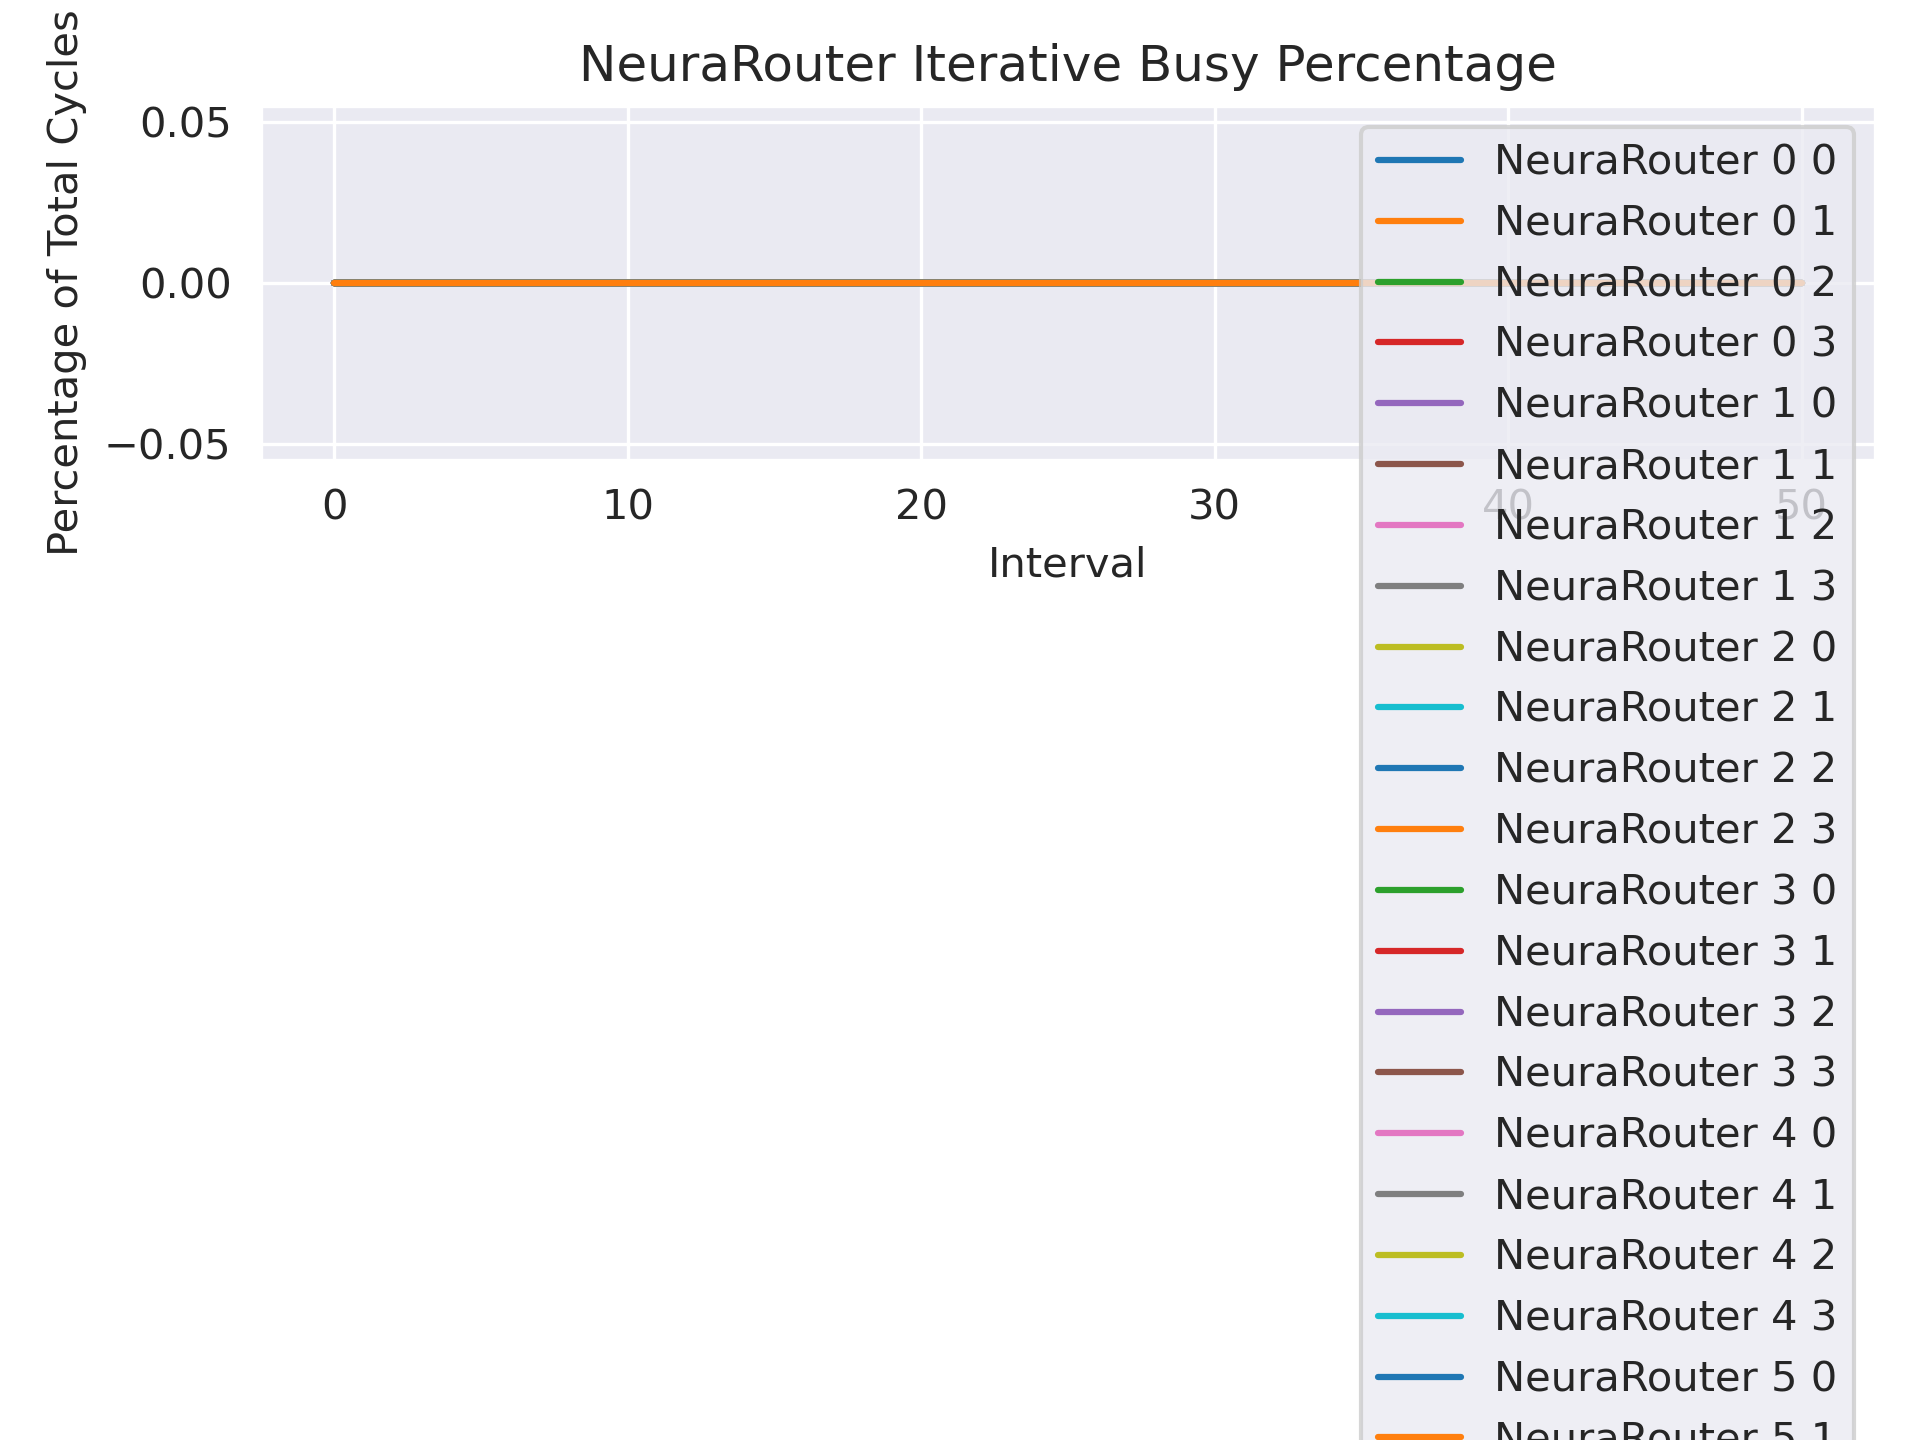 NeuraRouter Iterative Busy Percentage
Percentage of Total Cycles
0.05
0.00
−0.05
0
10
20
30
40
50
Interval
NeuraRouter 0 0
NeuraRouter 0 1
NeuraRouter 0 2
NeuraRouter 0 3
NeuraRouter 1 0
NeuraRouter 1 1
NeuraRouter 1 2
NeuraRouter 1 3
NeuraRouter 2 0
NeuraRouter 2 1
NeuraRouter 2 2
NeuraRouter 2 3
NeuraRouter 3 0
NeuraRouter 3 1
NeuraRouter 3 2
NeuraRouter 3 3
NeuraRouter 4 0
NeuraRouter 4 1
NeuraRouter 4 2
NeuraRouter 4 3
NeuraRouter 5 0
NeuraRouter 5 1